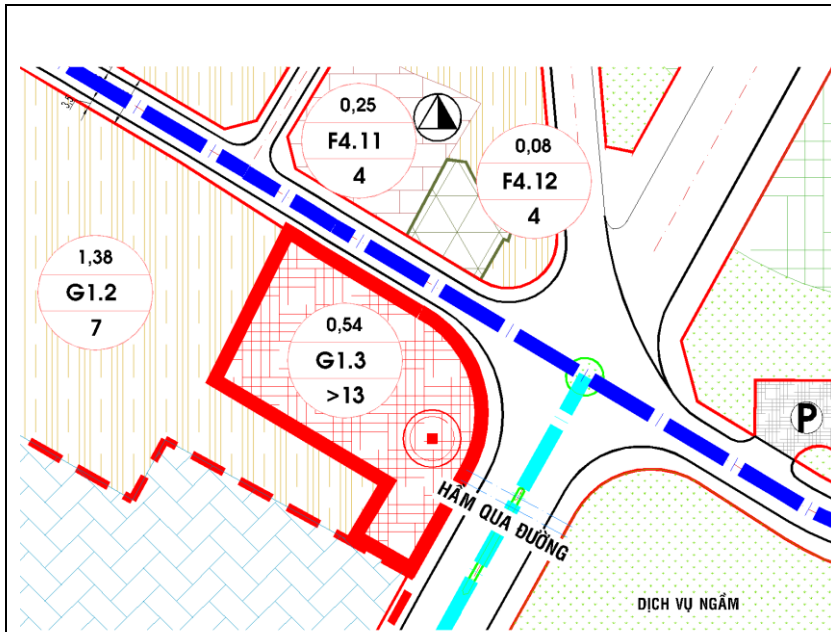 0,25
F4.11
4
0,08
F4.12
4
1,38
G1.2
7
0,54
G1.3
>13
P
HẦM QUA ĐƯỜNG
DỊCH VỤ NGẦM